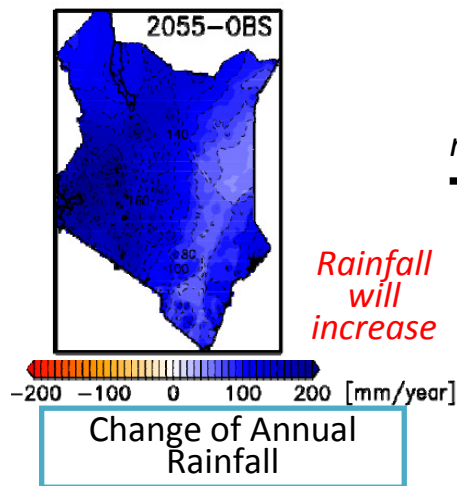 2055-OBS
140
160
80
100
Rainfall
will
increase
-200 -100 0 100 200 [mm/year]
Change of Annual
Rainfall